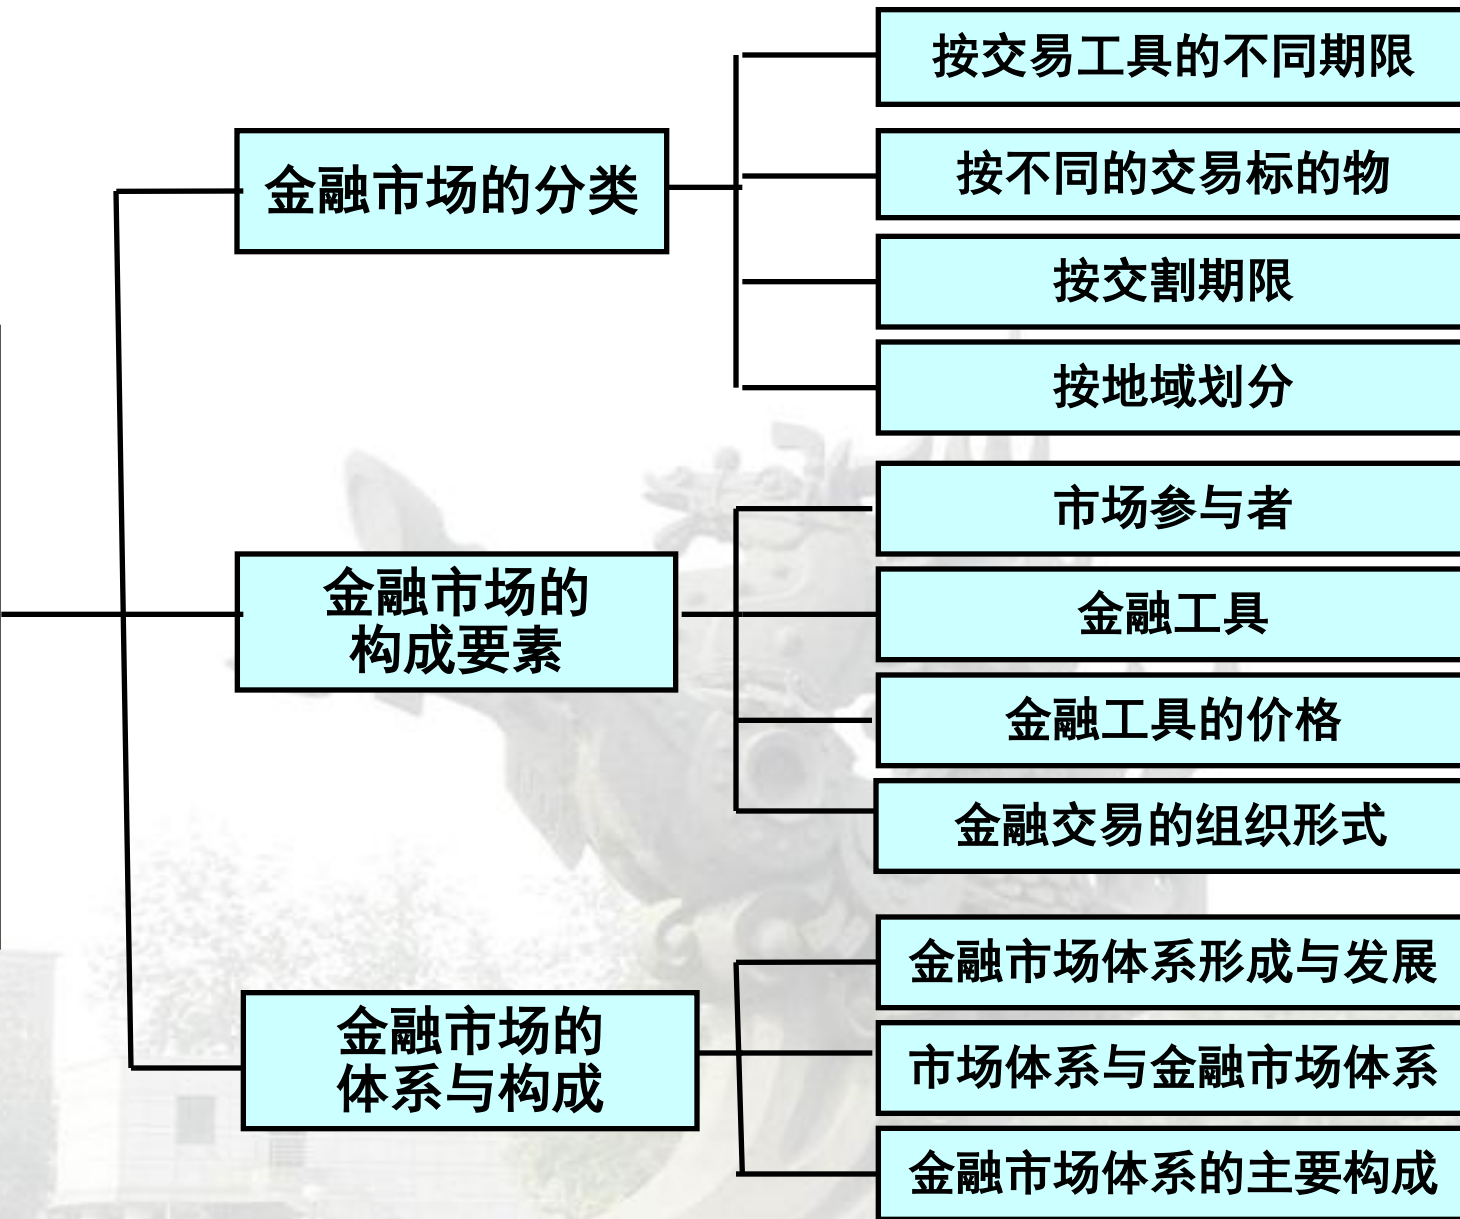 金融市场的分类
按交易工具的不同期限
按不同的交易标的物
按交割期限
按地域划分
金融市场的
构成要素
市场参与者
金融工具
金融工具的价格
金融交易的组织形式
金融市场的
体系与构成
金融市场体系形成与发展
市场体系与金融市场体系
金融市场体系的主要构成